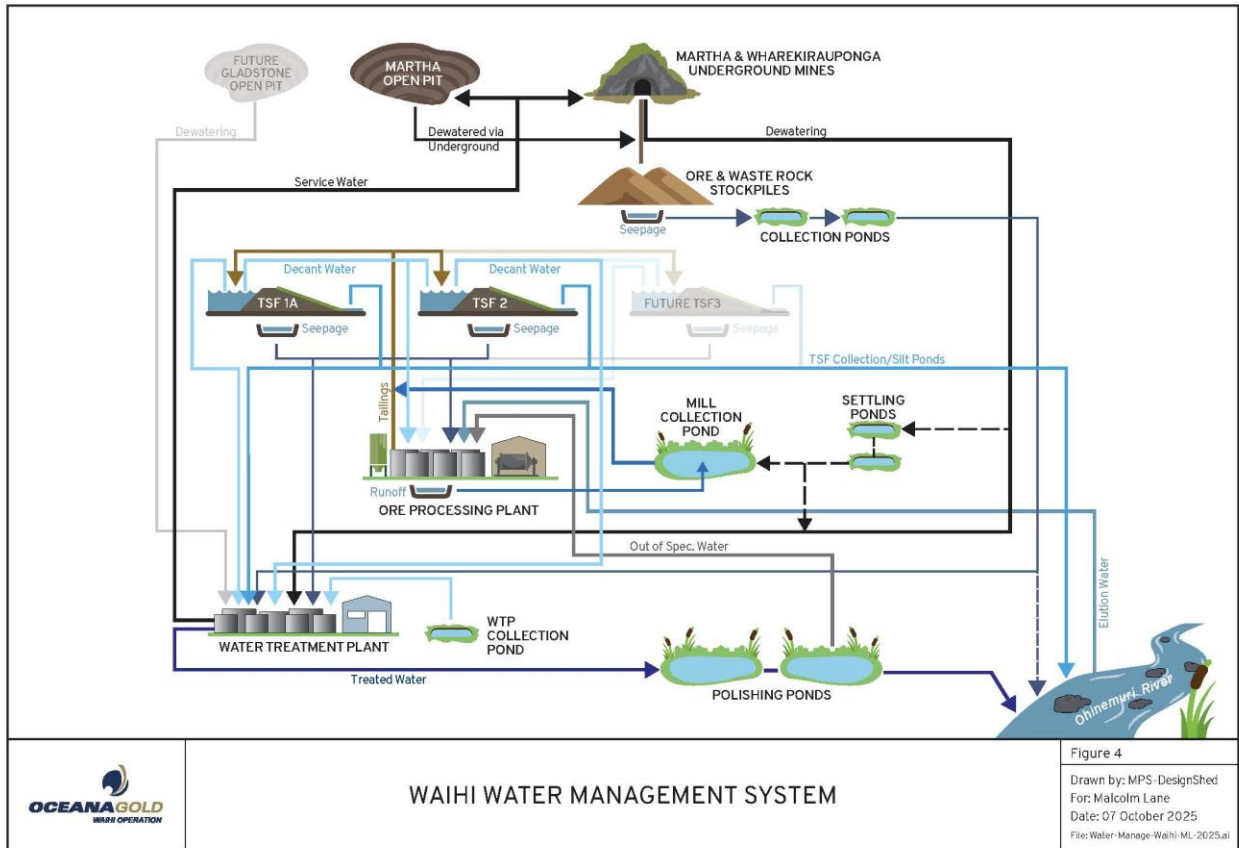 FUTURE
GLADSTONE
OPEN PIT
MARTHA
OPEN PIT
MARTHA & WHAREKIRAUPONGA
UNDERGROUND MINES
Dewatering
Dewatered via
Underground
Dewatering
Service Water
ORE & WASTE ROCK
STOCKPILES
Seepage
COLLECTION PONDS
Decant Water
Decant Water
TSF 1A
TSF 2
FUTURE TSF3
Seepage
Seepage
Seepage
TSF Collection/Silt Ponds
Tailings
MILL
COLLECTION
POND
SETTLING
PONDS
Runoff
ORE PROCESSING PLANT
Out of Spec. Water
Elution Water
WATER TREATMENT PLANT
WTP
COLLECTION
POND
Treated Water
POLISHING PONDS
Ohinemuri River
OCEANAGOLD
WAIHI OPERATION
WAIHI WATER MANAGEMENT SYSTEM
Figure 4
Drawn by: MPS-DesignShed
For: Malcolm Lane
Date: 07 October 2025
File: Water-Manage-Waihi-ML-2025.ai